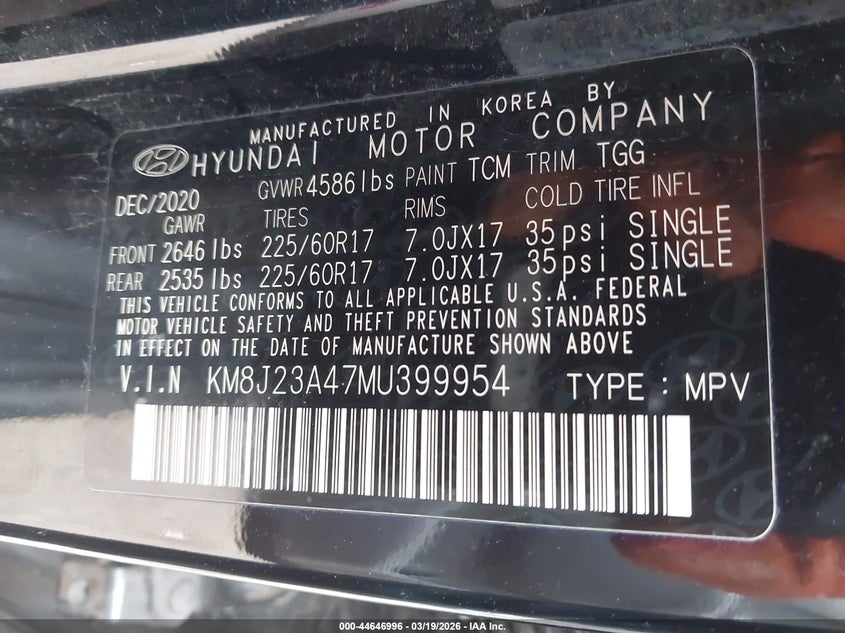 MANUFACTURED IN KOREA BY
HYUNDAI MOTOR COMPANY
DEC/2020 GVWR 4586 lbs PAINT TCM TRIM TGG
GAWR TIRES RIMS COLD TIRE INFL
FRONT 2646 lbs 225/60R17 7.0JX17 35psi SINGLE
REAR 2535 lbs 225/60R17 7.0JX17 35psi SINGLE
THIS VEHICLE CONFORMS TO ALL APPLICABLE U.S.A. FEDERAL
MOTOR VEHICLE SAFETY AND THEFT PREVENTION STANDARDS
IN EFFECT ON THE DATE OF MANUFACTURE SHOWN ABOVE
V.I.N KM8J23A47MU399954 TYPE : MPV
000-44646996 - 03/19/2026 - IAA Inc.